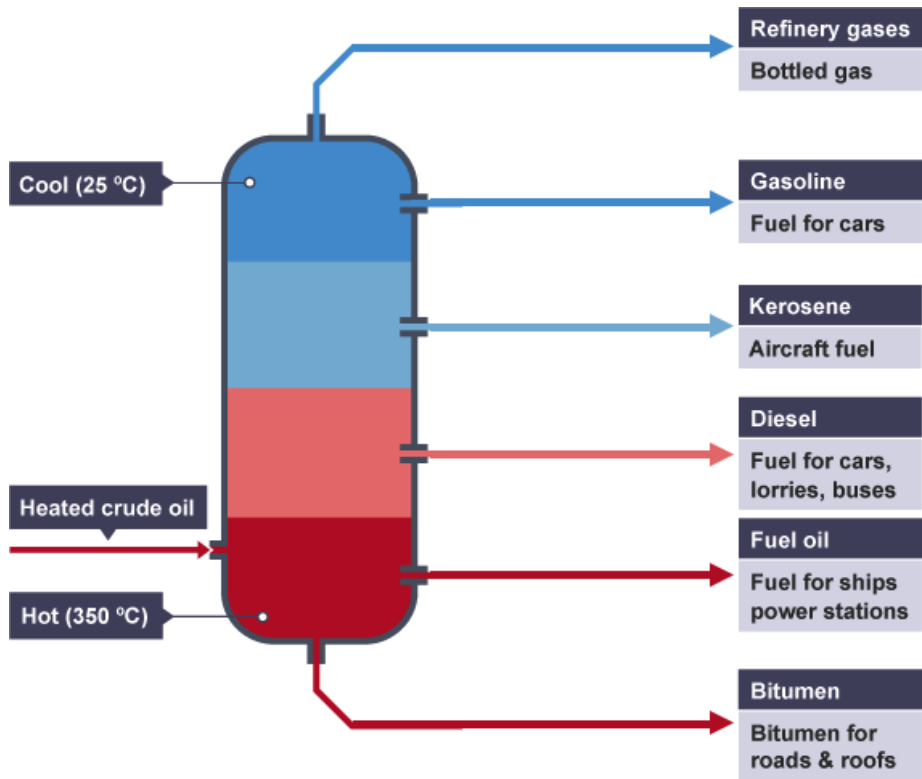 Refinery gases
Bottled gas
Cool (25 ºC)
Gasoline
Fuel for cars
Kerosene
Aircraft fuel
Diesel
Fuel for cars,
lorries, buses
Heated crude oil
Fuel oil
Fuel for ships
power stations
Hot (350 ºC)
Bitumen
Bitumen for
roads & roofs